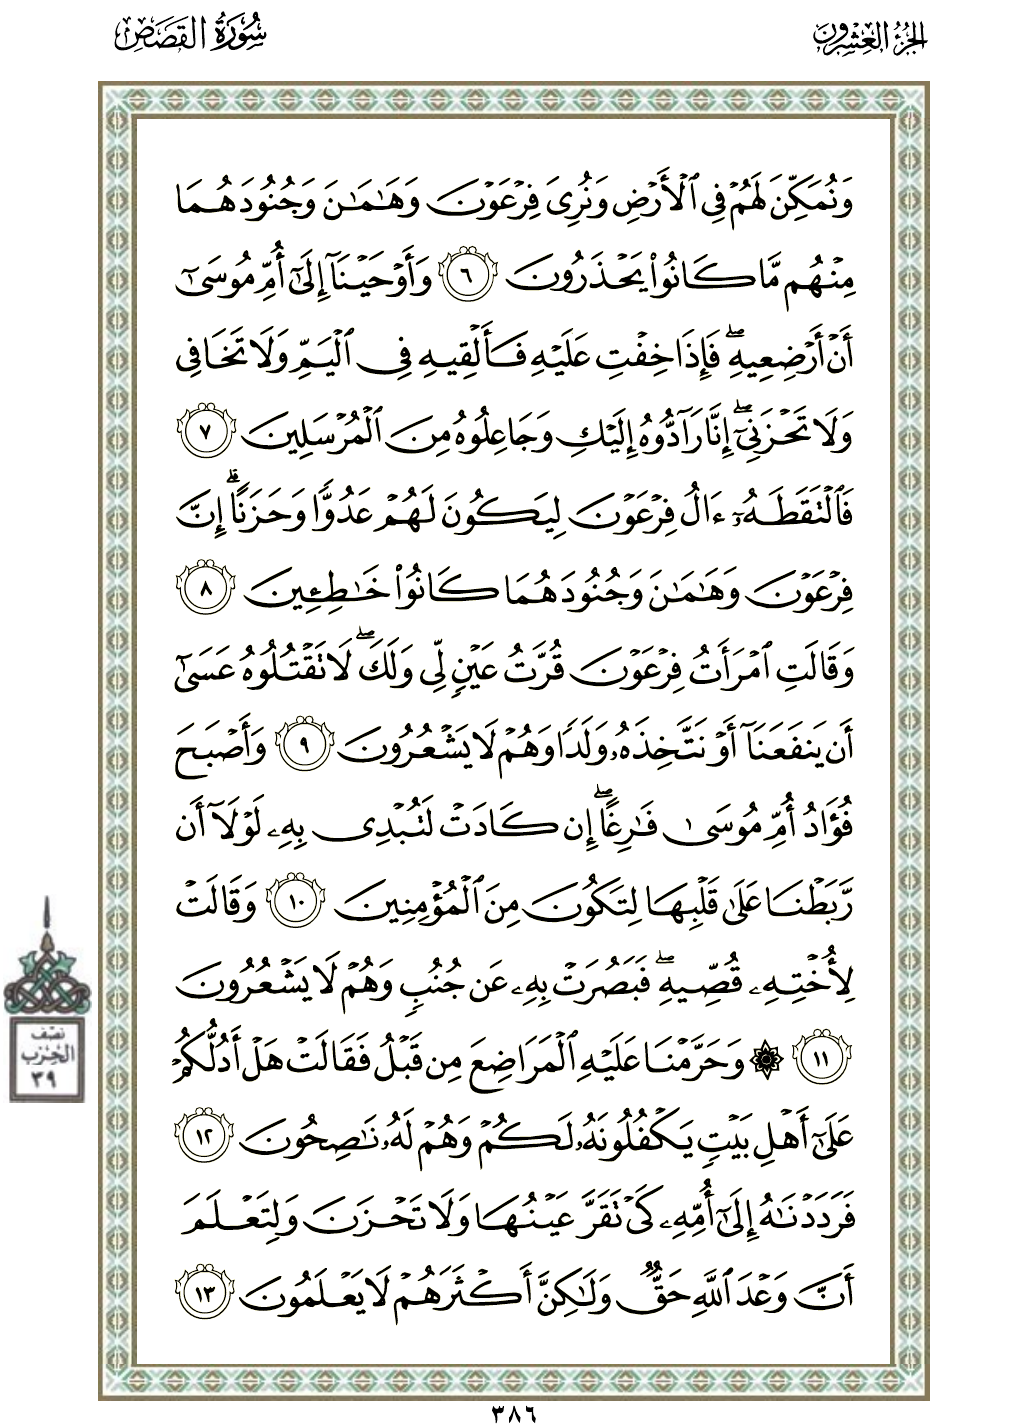 الجزء العشرون
سورة القصص
وَنُمَكِّنَ لَهُمْ فِي ٱلْأَرْضِ وَنُرِىَ فِرْعَوْنَ وَهَـٰمَـٰنَ وَجُنُودَهُمَا
مِنْهُم مَّا كَانُوا۟ يَحْذَرُونَ ٦ وَأَوْحَيْنَآ إِلَىٰٓ أُمِّ مُوسَىٰٓ
أَنْ أَرْضِعِيهِ ۖ فَإِذَا خِفْتِ عَلَيْهِ فَأَلْقِيهِ فِى ٱلْيَمِّ وَلَا تَخَافِى
وَلَا تَحْزَنِىٓ ۖ إِنَّا رَآدُّوهُ إِلَيْكِ وَجَاعِلُوهُ مِنَ ٱلْمُرْسَلِينَ ٧
فَٱلْتَقَطَهُۥٓ ءَالُ فِرْعَوْنَ لِيَكُونَ لَهُمْ عَدُوًّا وَحَزَنًا ۗ إِنَّ
فِرْعَوْنَ وَهَـٰمَـٰنَ وَجُنُودَهُمَا كَانُوا۟ خَـٰطِـِٔينَ ٨
وَقَالَتِ ٱمْرَأَتُ فِرْعَوْنَ قُرَّتُ عَيْنٍ لِّى وَلَكَ ۖ لَا تَقْتُلُوهُ عَسَىٰٓ
أَن يَنفَعَنَآ أَوْ نَتَّخِذَهُۥ وَلَدًا وَهُمْ لَا يَشْعُرُونَ ٩ وَأَصْبَحَ
فُؤَادُ أُمِّ مُوسَىٰ فَـٰرِغًا ۖ إِن كَادَتْ لَتُبْدِى بِهِۦ لَوْلَآ أَن
رَّبَطْنَا عَلَىٰ قَلْبِهَا لِتَكُونَ مِنَ ٱلْمُؤْمِنِينَ ١٠ وَقَالَتْ
لِأُخْتِهِۦ قُصِّيهِ ۖ فَبَصُرَتْ بِهِۦ عَن جُنُبٍ وَهُمْ لَا يَشْعُرُونَ
١١ ۞ وَحَرَّمْنَا عَلَيْهِ ٱلْمَرَاضِعَ مِن قَبْلُ فَقَالَتْ هَلْ أَدُلُّكُمْ
عَلَىٰٓ أَهْلِ بَيْتٍ يَكْفُلُونَهُۥ لَكُمْ وَهُمْ لَهُۥ نَـٰصِحُونَ ١٢
فَرَدَدْنَـٰهُ إِلَىٰٓ أُمِّهِۦ كَىْ تَقَرَّ عَيْنُهَا وَلَا تَحْزَنَ وَلِتَعْلَمَ
أَنَّ وَعْدَ ٱللَّهِ حَقٌّ وَلَـٰكِنَّ أَكْثَرَهُمْ لَا يَعْلَمُونَ ١٣
نصف
الحزب
٣٩
٣٨٦